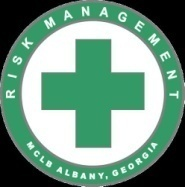 RISK MANAGEMENT
MCLB ALBANY, GEORGIA